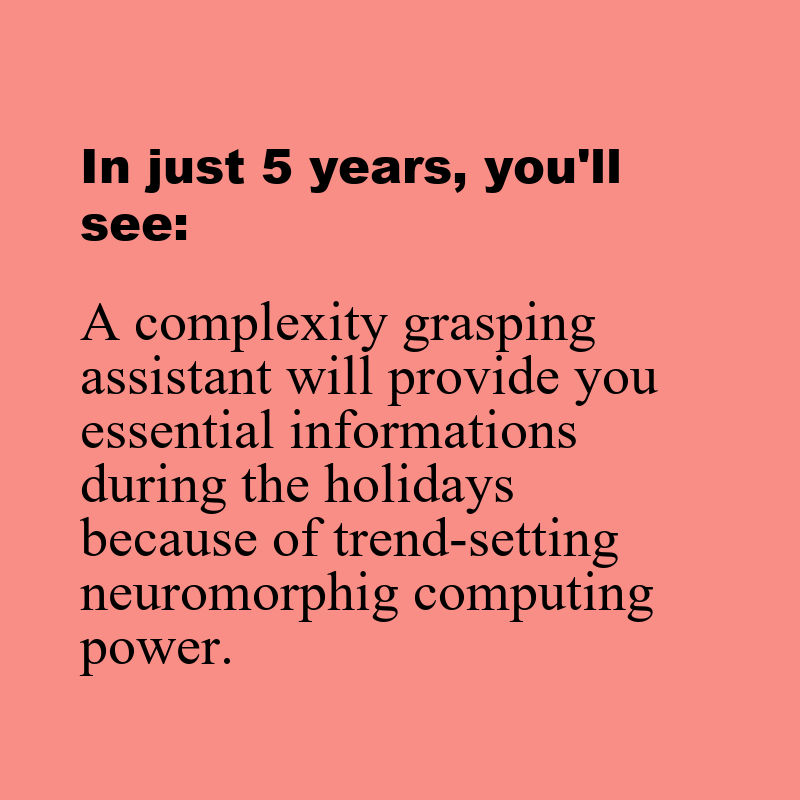 In just 5 years, you'll
see:
A complexity grasping
assistant will provide you
essential informations
during the holidays
because of trend-setting
neuromorphig computing
power.